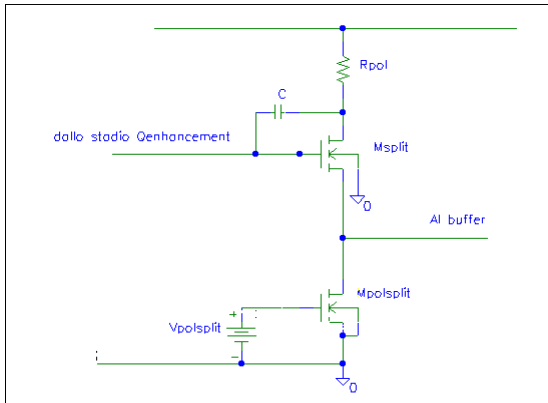 Rpol
C
dallo stadio Qenhancement
Msplit
0
Al buffer
Mpolsplit
+
Vpolsplit
-
0